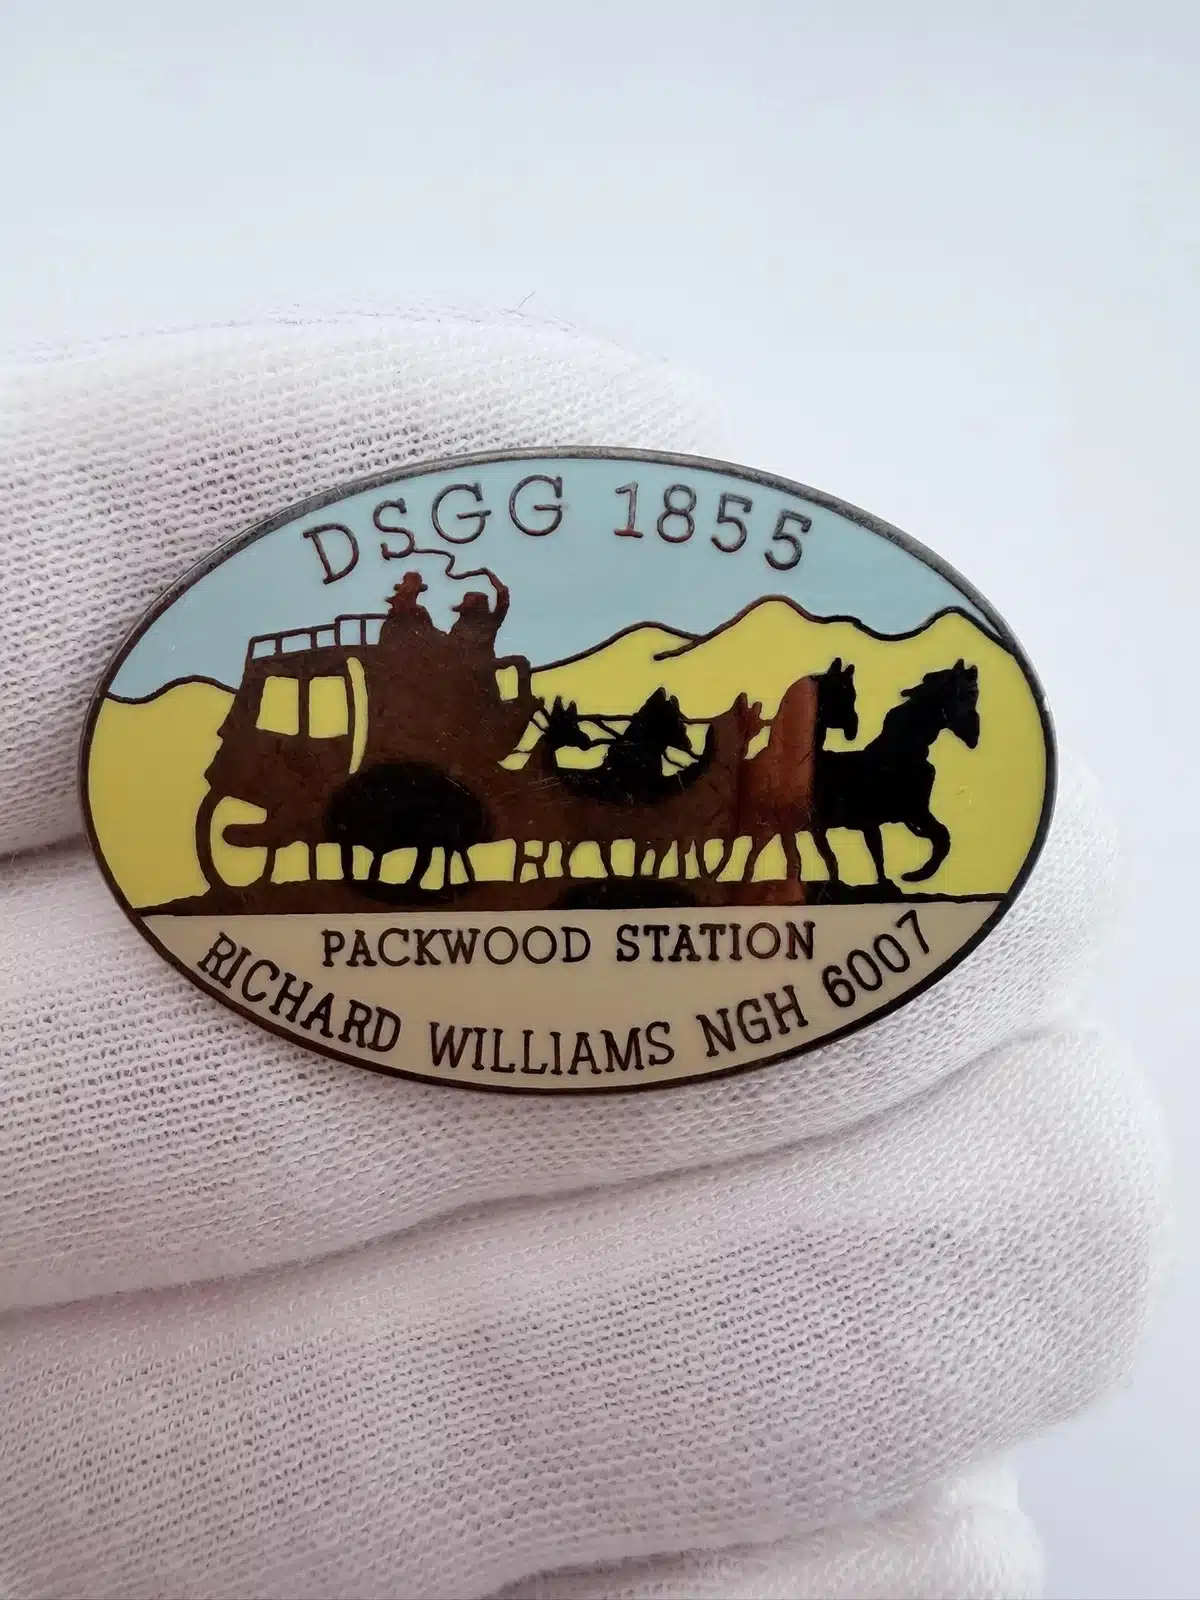 DSGG 1855
PACKWOOD STATION
RICHARD WILLIAMS NGH 6007